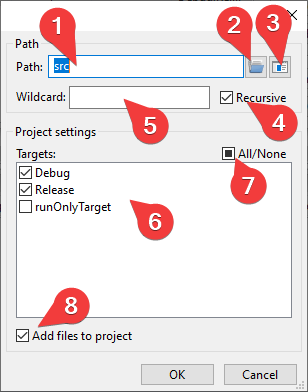 Path
1
2
3
Path: src
Wildcard:
Recursive
5
4
Project settings
Targets:
All/None
Debug
Release
runOnlyTarget
6
7
8
Add files to project
OK
Cancel